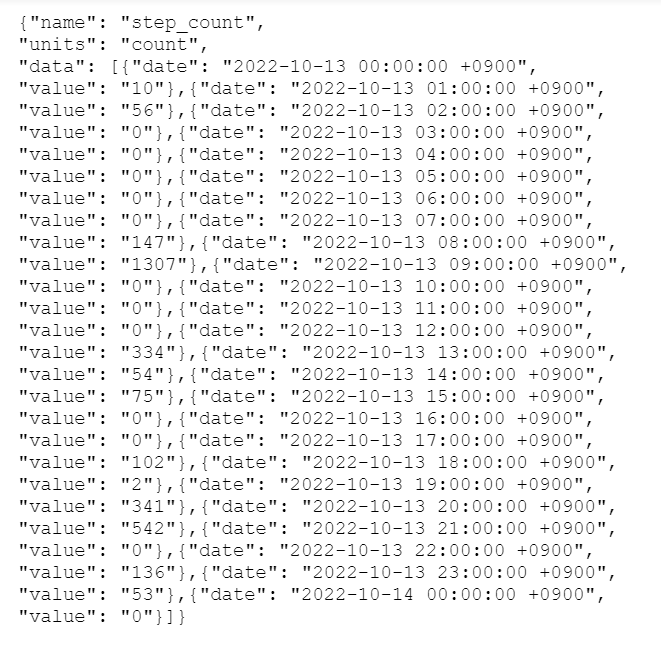 {"name": "step_count",
"units": "count",
"data": [{"date": "2022-10-13 00:00:00 +0900",
"value": "10"},{"date": "2022-10-13 01:00:00 +0900",
"value": "56"},{"date": "2022-10-13 02:00:00 +0900",
"value": "0"},{"date": "2022-10-13 03:00:00 +0900",
"value": "0"},{"date": "2022-10-13 04:00:00 +0900",
"value": "0"},{"date": "2022-10-13 05:00:00 +0900",
"value": "0"},{"date": "2022-10-13 06:00:00 +0900",
"value": "0"},{"date": "2022-10-13 07:00:00 +0900",
"value": "147"},{"date": "2022-10-13 08:00:00 +0900",
"value": "1307"},{"date": "2022-10-13 09:00:00 +0900",
"value": "0"},{"date": "2022-10-13 10:00:00 +0900",
"value": "0"},{"date": "2022-10-13 11:00:00 +0900",
"value": "0"},{"date": "2022-10-13 12:00:00 +0900",
"value": "334"},{"date": "2022-10-13 13:00:00 +0900",
"value": "54"},{"date": "2022-10-13 14:00:00 +0900",
"value": "75"},{"date": "2022-10-13 15:00:00 +0900",
"value": "0"},{"date": "2022-10-13 16:00:00 +0900",
"value": "0"},{"date": "2022-10-13 17:00:00 +0900",
"value": "102"},{"date": "2022-10-13 18:00:00 +0900",
"value": "2"},{"date": "2022-10-13 19:00:00 +0900",
"value": "341"},{"date": "2022-10-13 20:00:00 +0900",
"value": "542"},{"date": "2022-10-13 21:00:00 +0900",
"value": "0"},{"date": "2022-10-13 22:00:00 +0900",
"value": "136"},{"date": "2022-10-13 23:00:00 +0900",
"value": "53"},{"date": "2022-10-14 00:00:00 +0900",
"value": "0"}]}